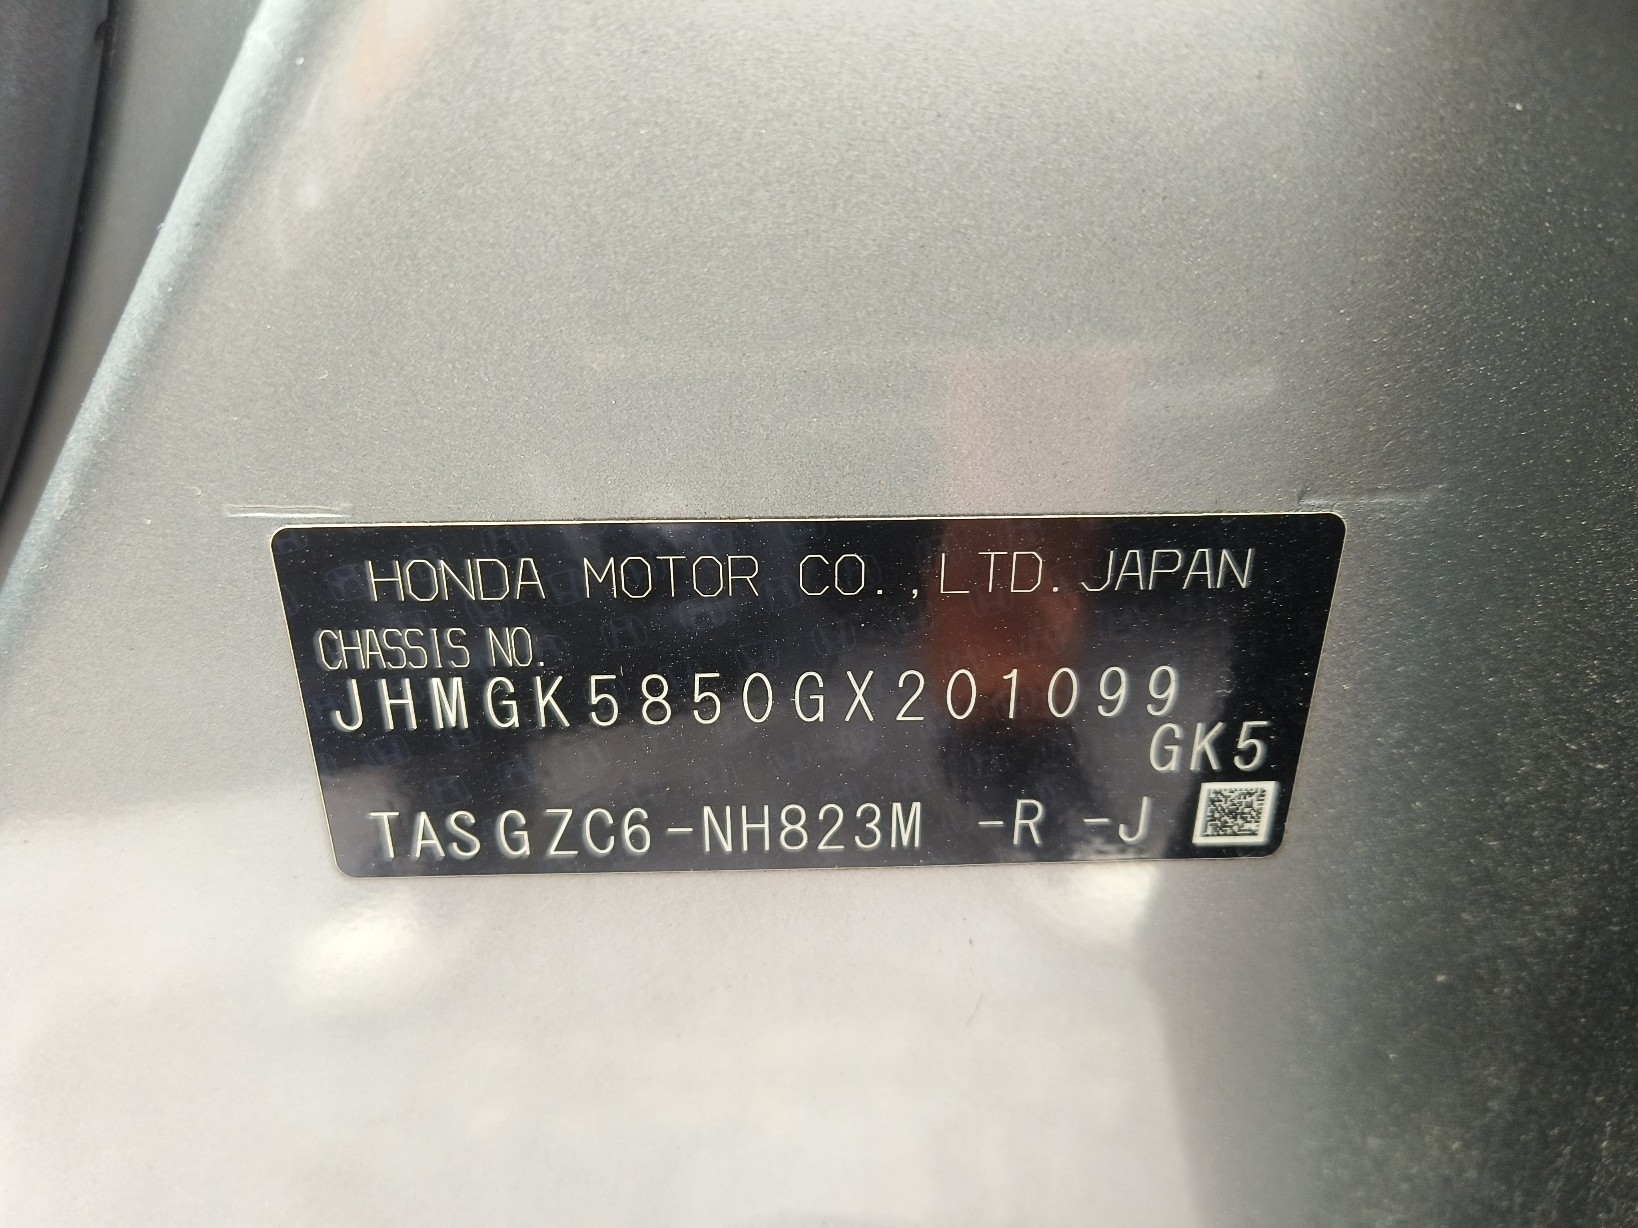 HONDA MOTOR CO.,LTD. JAPAN
CHASSIS NO.
JHMGK5850GX201099
GK5
TASGZC6-NH823M -R -J